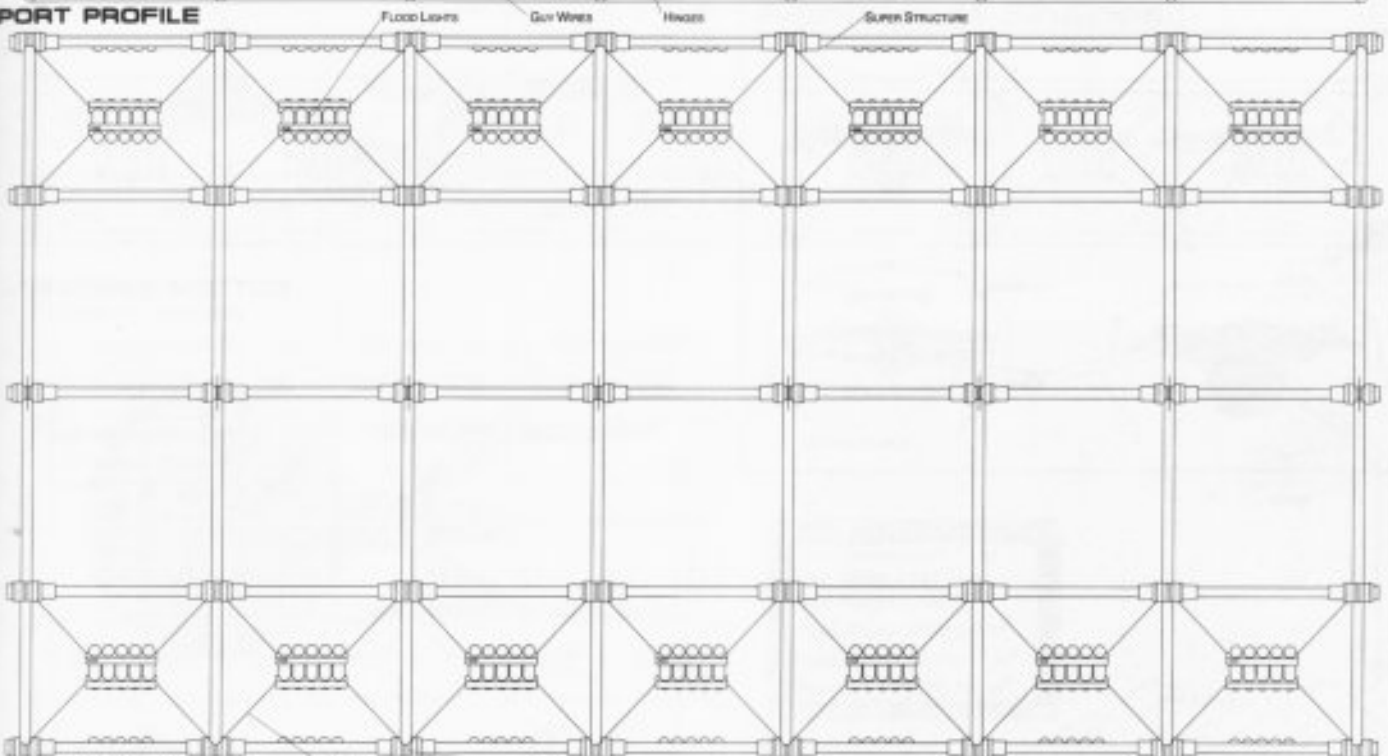 PORT PROFILE
FLOOD LIGHTS
GUY WIRES
HINGES
SUPER STRUCTURE